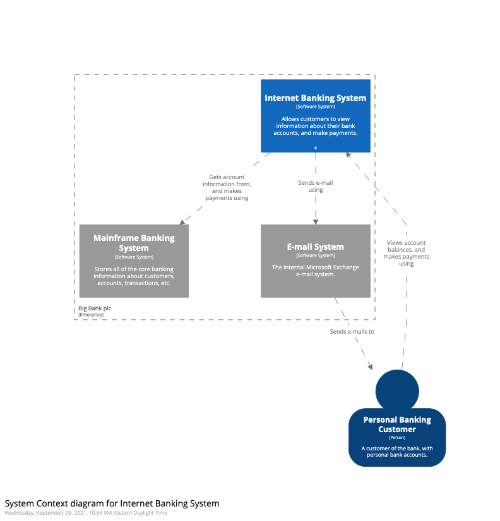 Internet Banking System
[Software System]
Allows customers to view
information about their bank
accounts, and make payments.
Gets account
information from,
and makes
payments using
Sends e-mail
using
Mainframe Banking
System
[Software System]
Stores all of the core banking
information about customers,
accounts, transactions, etc.
E-mail System
[Software System]
The internal Microsoft Exchange
e-mail system.
Views account
balances, and
makes payments
using
Big Bank plc
[Enterprise]
Sends e-mails to
Personal Banking
Customer
[Person]
A customer of the bank, with
personal bank accounts.
System Context diagram for Internet Banking System
Wednesday, September 29, 2021, 10:54 PM Eastern Daylight Time